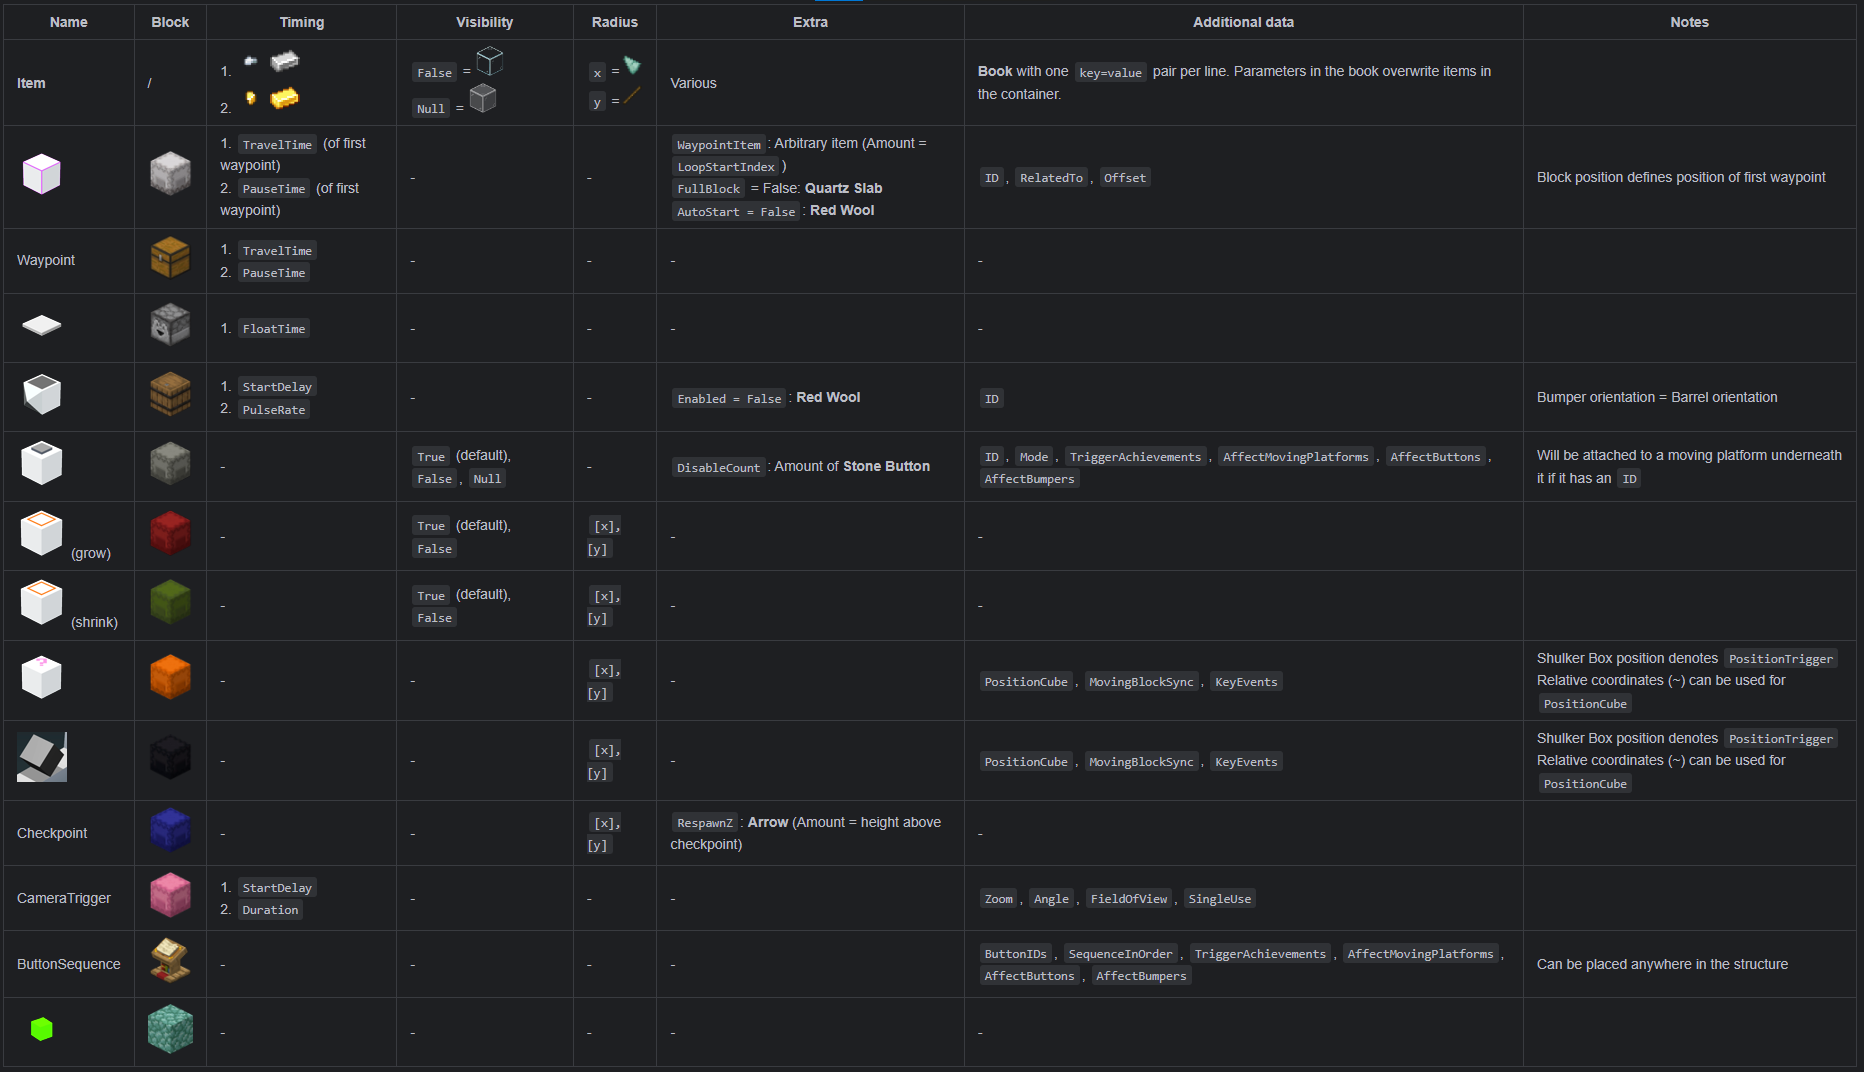 Name Block Timing Visibility Radius Extra Additional data Notes
Item / 1. 2. False = Null = x = y = Various Book with one key=value pair per line. Parameters in the book overwrite items in
the container.
1. TravelTime (of first
waypoint)
2. PauseTime (of first
waypoint)
-
-
WaypointItem : Arbitrary item (Amount =
LoopStartIndex )
FullBlock = False: Quartz Slab
AutoStart = False : Red Wool
ID , RelatedTo , Offset
Block position defines position of first waypoint
Waypoint
1. TravelTime
2. PauseTime
-
-
-
-
1. FloatTime
-
-
-
-
1. StartDelay
2. PulseRate
-
-
Enabled = False : Red Wool
ID
Bumper orientation = Barrel orientation
-
True (default),
False , Null
-
DisableCount : Amount of Stone Button
ID , Mode , TriggerAchievements , AffectMovingPlatforms , AffectButtons ,
AffectBumpers
Will be attached to a moving platform underneath
it if it has an ID
(grow)
-
True (default),
False
[x],
[y]
-
-
(shrink)
-
True (default),
False
[x],
[y]
-
-
-
-
[x],
[y]
-
PositionCube , MovingBlockSync , KeyEvents
Shulker Box position denotes PositionTrigger
Relative coordinates (~) can be used for
PositionCube
-
-
[x],
[y]
-
PositionCube , MovingBlockSync , KeyEvents
Shulker Box position denotes PositionTrigger
Relative coordinates (~) can be used for
PositionCube
Checkpoint
-
-
[x],
[y]
RespawnZ : Arrow (Amount = height above
checkpoint)
-
CameraTrigger
1. StartDelay
2. Duration
-
-
-
Zoom , Angle , FieldOfView , SingleUse
ButtonSequence
-
-
-
-
ButtonIDs , SequenceInOrder , TriggerAchievements , AffectMovingPlatforms ,
AffectButtons , AffectBumpers
Can be placed anywhere in the structure
-
-
-
-
-